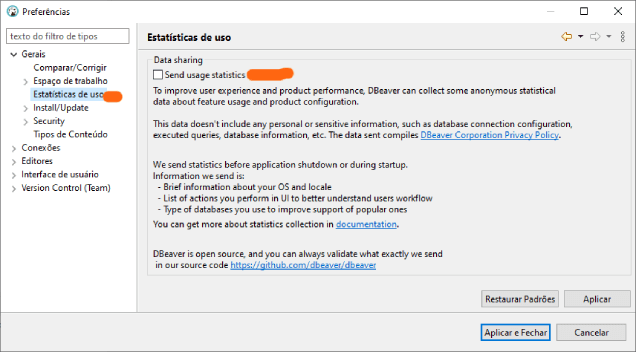 Preferências
texto do filtro de tipos
Gerais
Comparar/Corrigir
Espaço de trabalho
Estatísticas de uso
Install/Update
Security
Tipos de Conteúdo
Conexões
Editores
Interface de usuário
Version Control (Team)
Estatísticas de uso
Data sharing
Send usage statistics
To improve user experience and product performance, DBeaver can collect some anonymous statistical
data about feature usage and product configuration.
This data doesn't include any personal or sensitive information, such as database connection configuration,
executed queries, database information, etc. The data sent compiles DBeaver Corporation Privacy Policy.
We send statistics before application shutdown or during startup.
Information we send is:
- Brief information about your OS and locale
- List of actions you perform in UI to better understand users workflow
- Type of databases you use to improve support of popular ones
You can get more about statistics collection in documentation.
DBeaver is open source, and you can always validate what exactly we send
in our source code https://github.com/dbeaver/dbeaver
Restaurar Padrões
Aplicar
Aplicar e Fechar
Cancelar